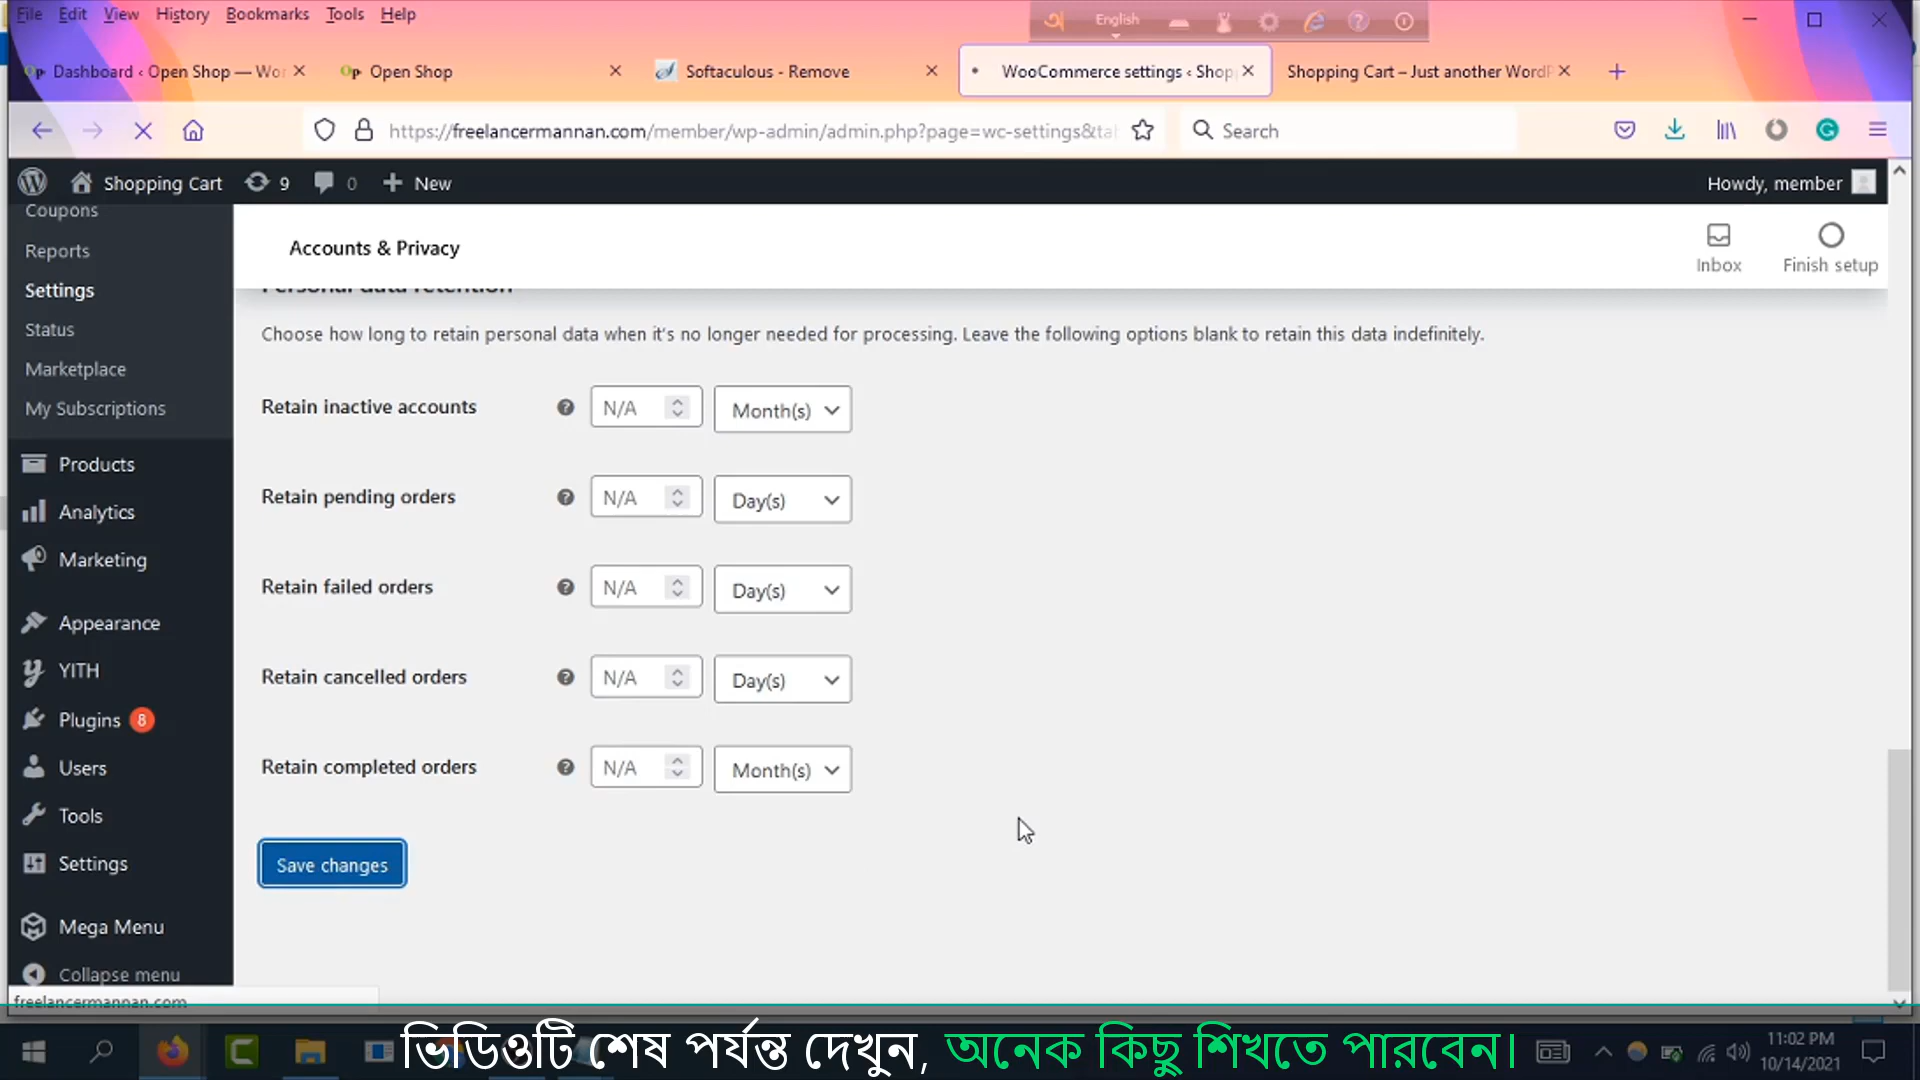 File Edit View History Bookmarks Tools Help
English
Dashboard ‹ Open Shop — Wor
Open Shop
Softaculous - Remove
WooCommerce settings ‹ Shop
Shopping Cart – Just another WordP
https://freelancermannan.com/member/wp-admin/admin.php?page=wc-settings&ta
Search
Shopping Cart 9 0 New
Howdy, member
Coupons
Reports
Settings
Status
Marketplace
My Subscriptions
Products
Analytics
Marketing
Appearance
YITH
Plugins 8
Users
Tools
Settings
Mega Menu
Collapse menu
freelancermannan.com
Accounts & Privacy
Inbox
Finish setup
Personal data retention
Choose how long to retain personal data when it's no longer needed for processing. Leave the following options blank to retain this data indefinitely.
Retain inactive accounts N/A Month(s)
Retain pending orders N/A Day(s)
Retain failed orders N/A Day(s)
Retain cancelled orders N/A Day(s)
Retain completed orders N/A Month(s)
Save changes
ভিডিওটি শেষ পর্যন্ত দেখুন, অনেক কিছু শিখতে পারবেন।
11:02 PM
10/14/2021